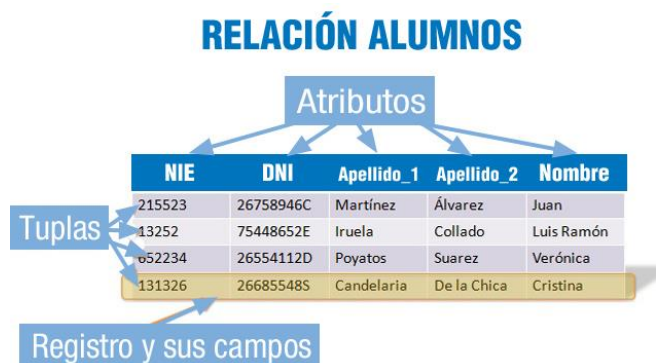 RELACIÓN ALUMNOS
Atributos
NIE DNI Apellido_1 Apellido_2 Nombre
215523 26758946C Martínez Álvarez Juan
Tuplas
13252 75448652E Iruela Collado Luis Ramón
652234 26554112D Poyatos Suarez Verónica
131326 26685548S Candelaria De la Chica Cristina
Registro y sus campos